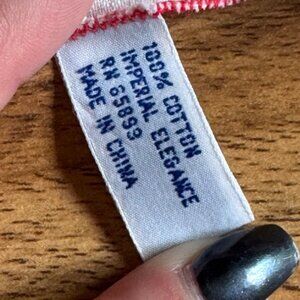 100% COTTON
IMPERIAL ELEGANCE
RN 65893
MADE IN CHINA